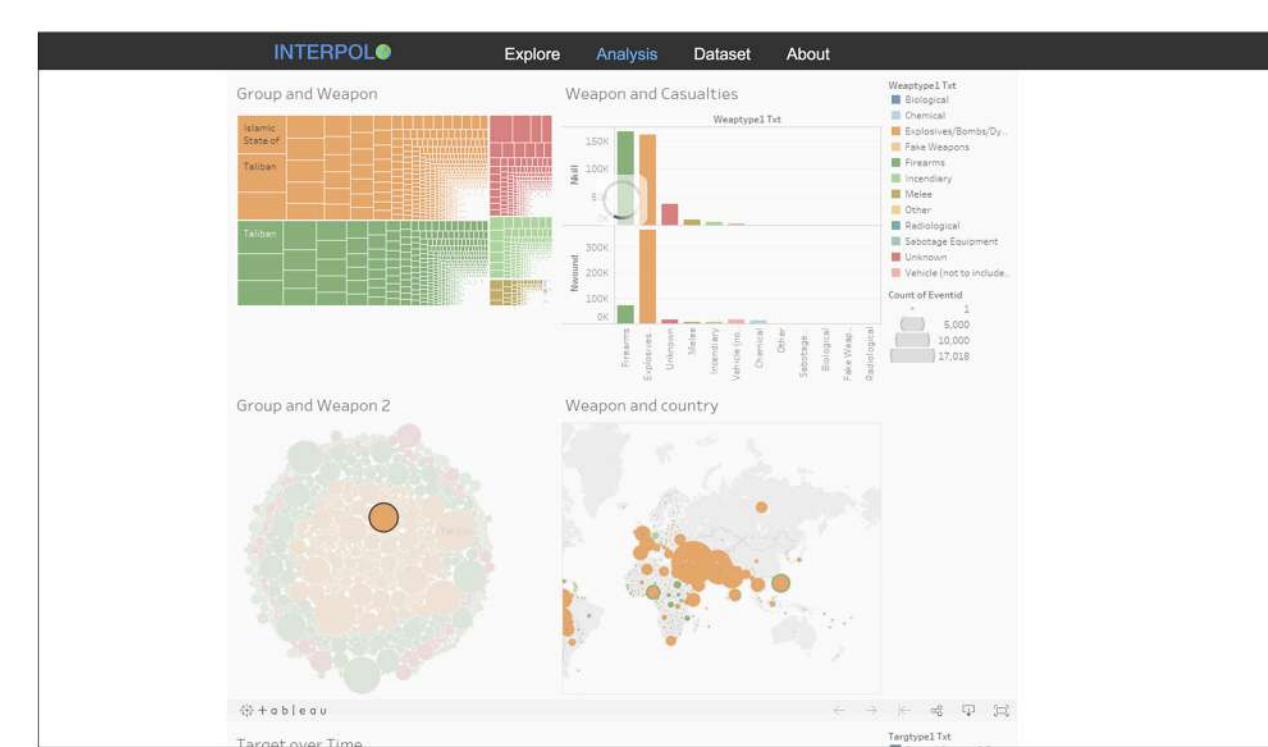 INTERPOL
Explore
Analysis
Dataset
About
Group and Weapon
Islamic
State of
Taliban
Taliban
Weapon and Casualties
Weaptype1 Txt
Nkill
150K
100K
0K
Nwound
300K
200K
100K
0K
Firearms
Explosives..
Unknown
Melee
Incendiary
Vehicle (no..
Chemical
Other
Sabotage..
Biological
Fake Weap..
Radiological
Weaptype1 Txt
Biological
Chemical
Explosives/Bombs/Dy..
Fake Weapons
Firearms
Incendiary
Melee
Other
Radiological
Sabotage Equipment
Unknown
Vehicle (not to include..
Count of Eventid
1
5,000
10,000
17,018
Group and Weapon 2
Taliban
Weapon and country
+ableau
Target over Time
Targtype1 Txt